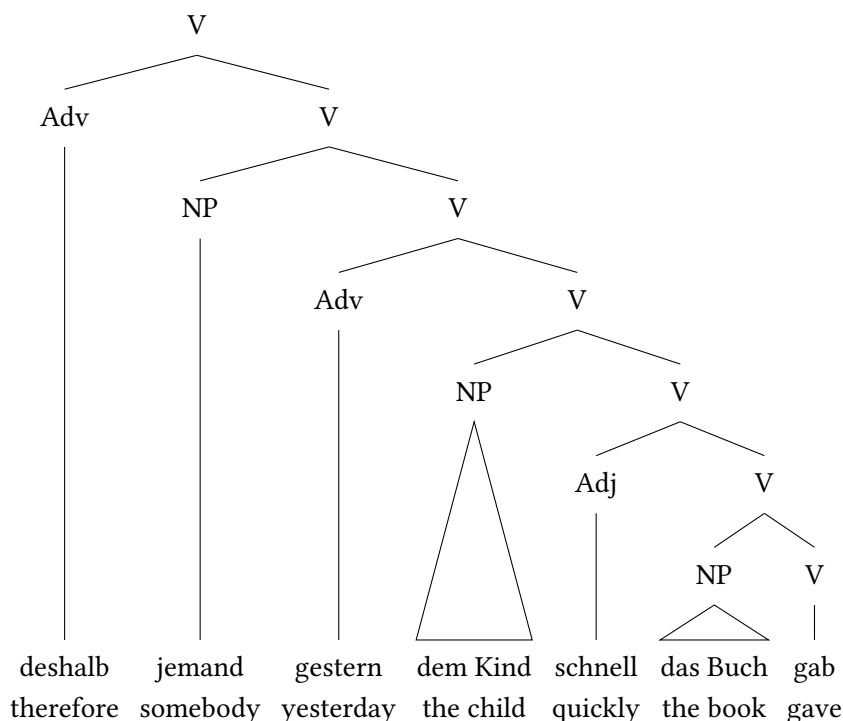 V
Adv V
NP V
Adv V
NP V
Adj V
NP V
deshalb jemand gestern dem Kind schnell das Buch gab
therefore somebody yesterday the child quickly the book gave